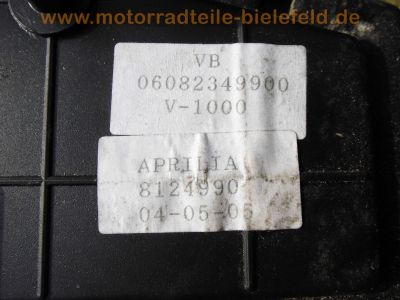 www.motorradteile-bielefeld.de
VB
06082349900
V-1000
APRILIA
8124990
04-05-05